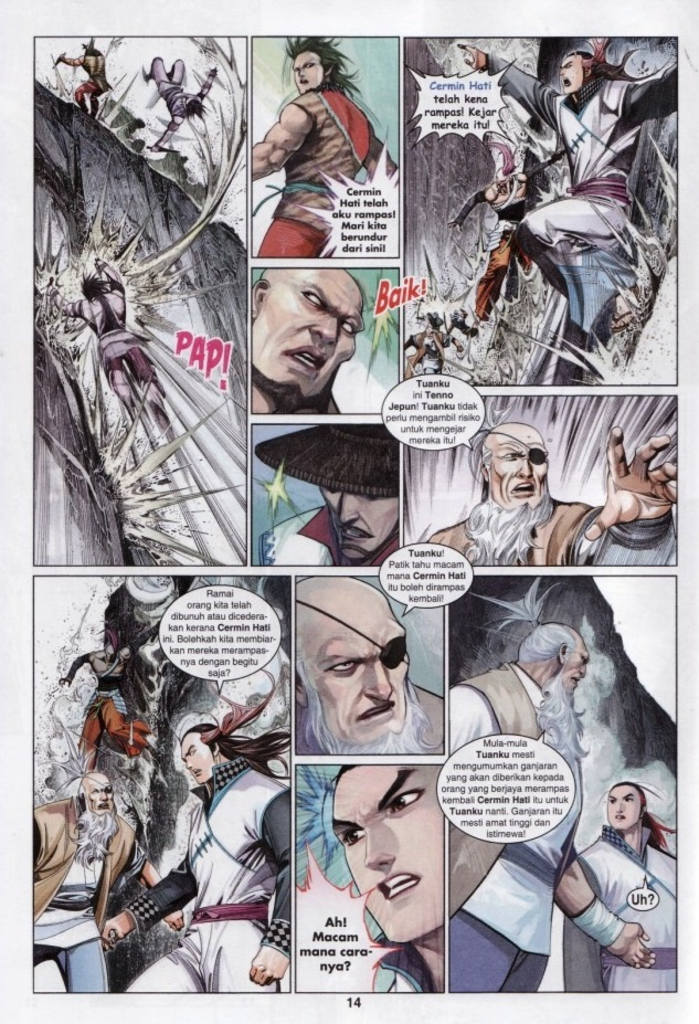 PAP!
Cermin
Hati telah
aku rampas!
Mari kita
berundur
dari sini!
Cermin Hati
telah kena
rampas! Kejar
mereka itu!
Baik!
Tuanku
ini Tenno
Jepun! Tuanku tidak
perlu mengambil risiko
untuk mengejar
mereka itu!
Ramai
orang kita telah
dibunuh atau dicedera-
kan kerana Cermin Hati
ini. Bolehkah kita membiar-
kan mereka merampas-
nya dengan begitu
saja?
Tuanku!
Patik tahu macam
mana Cermin Hati
itu boleh dirampas
kembali!
Ah!
Macam
mana cara-
nya?
Mula-mula
Tuanku mesti
mengumumkan ganjaran
yang akan diberikan kepada
orang yang berjaya merampas
kembali Cermin Hati itu untuk
Tuanku nanti. Ganjaran itu
mesti amat tinggi dan
istimewa!
Uh?
14